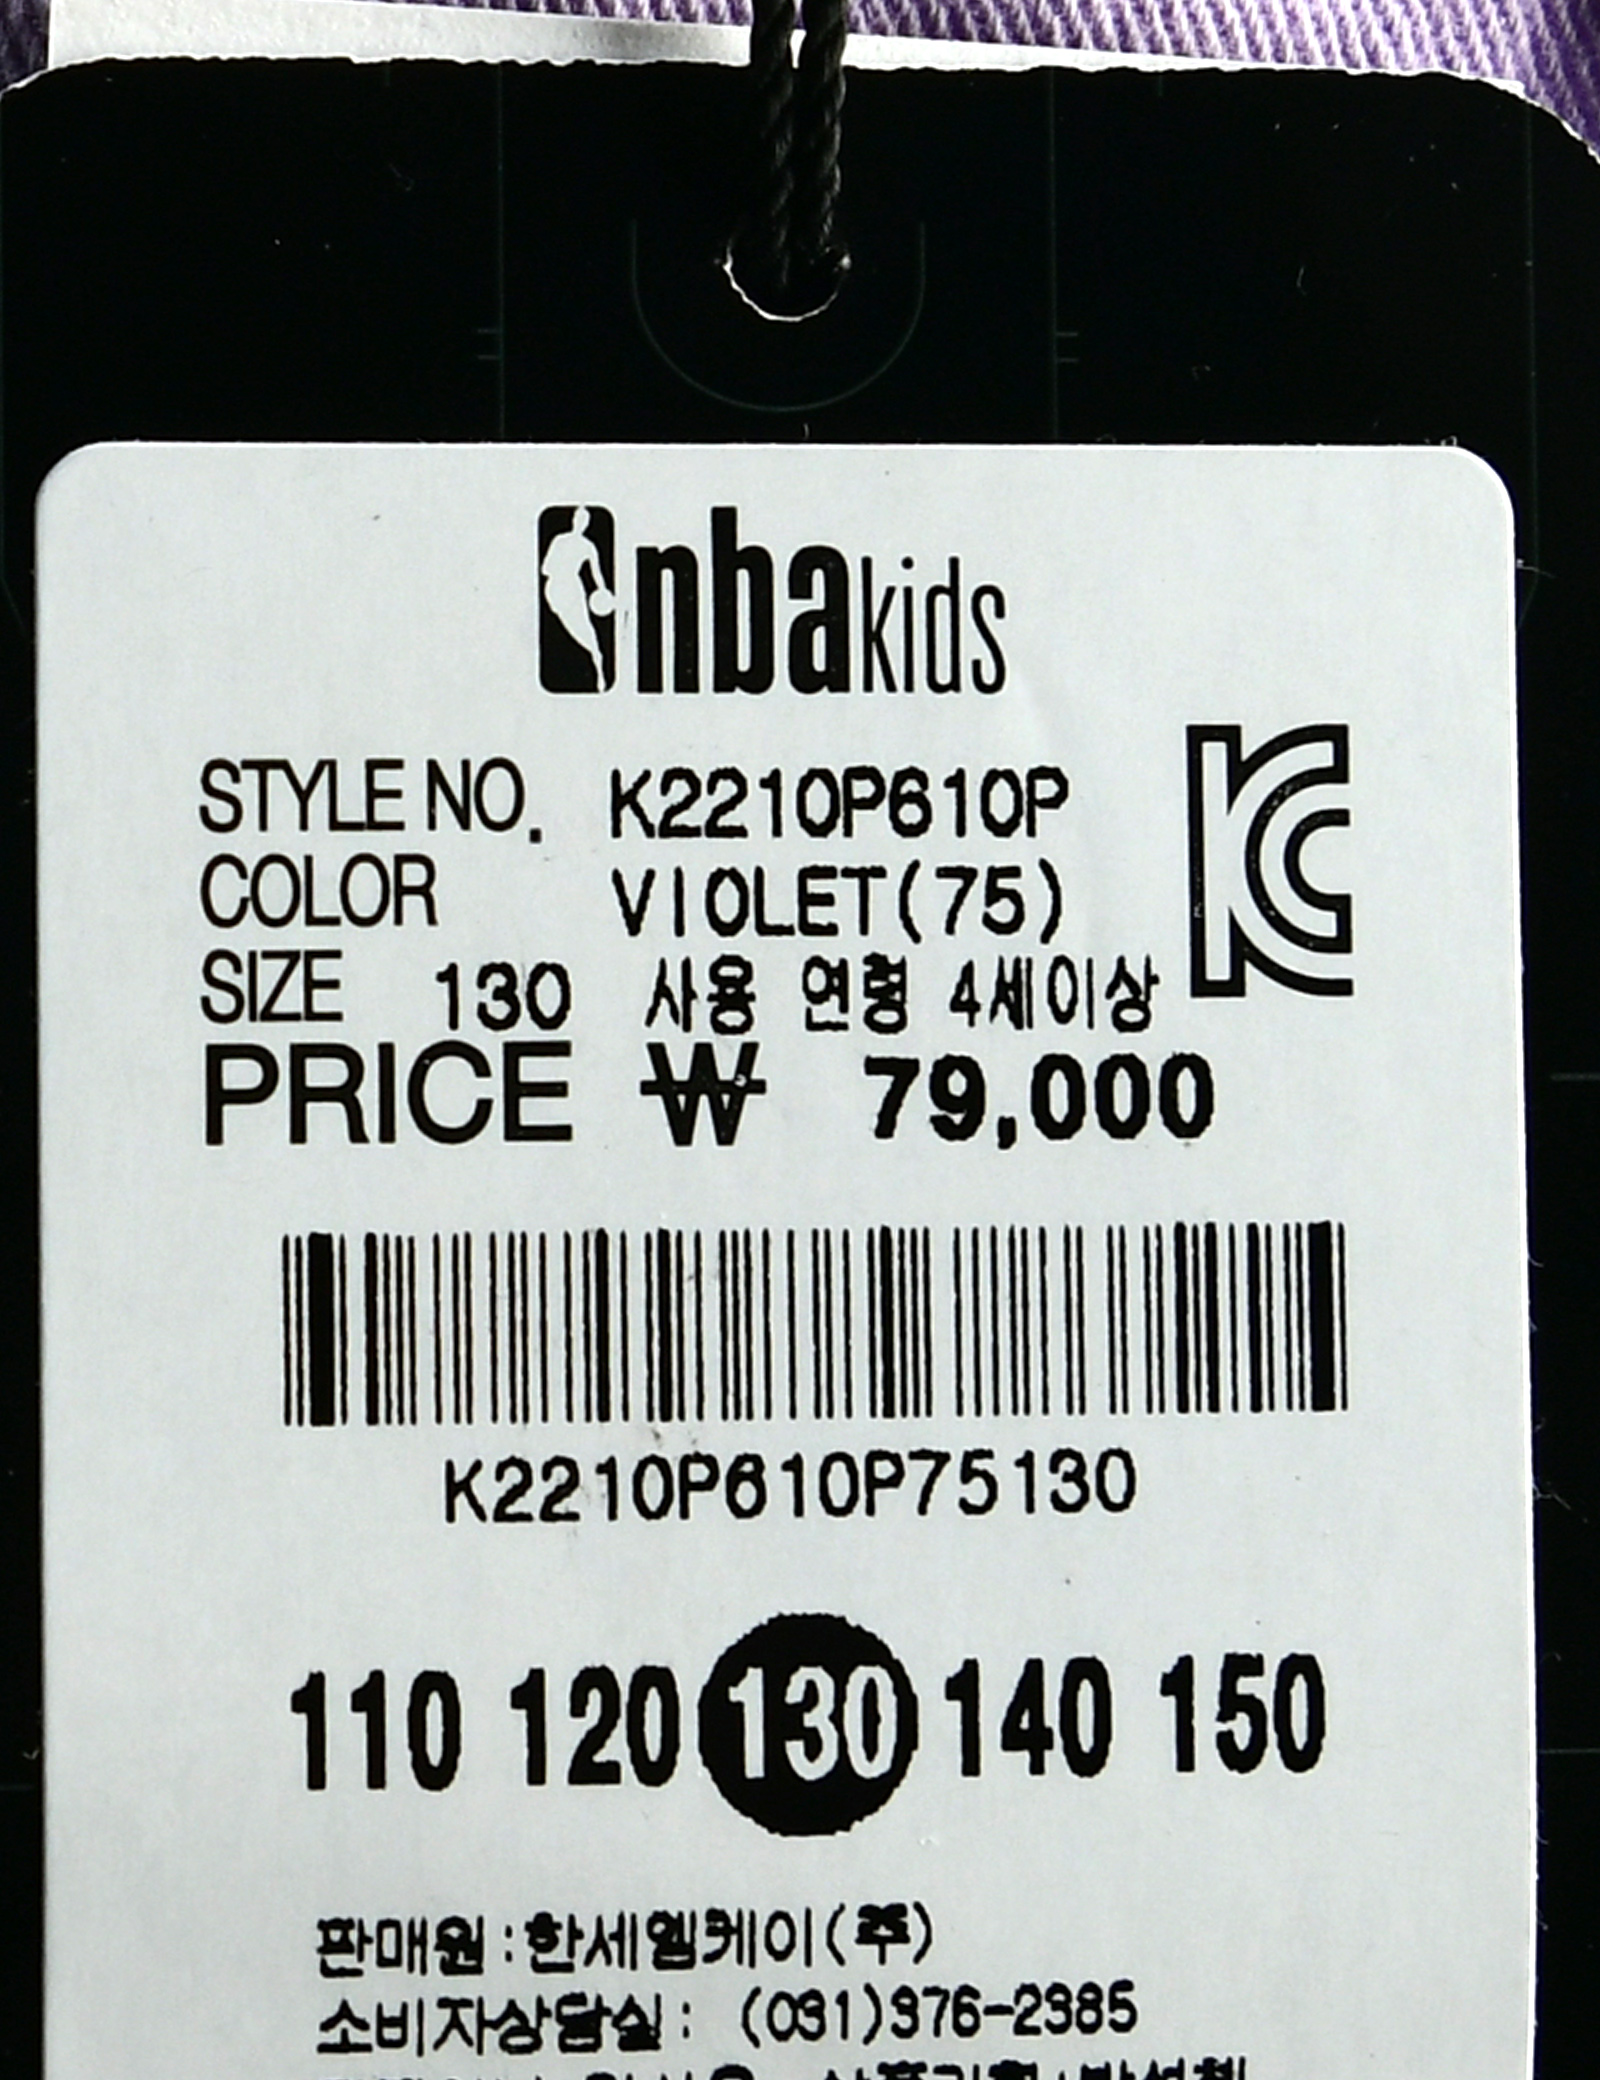 nbakids
STYLE NO. K2210P610P
COLOR VIOLET(75)
SIZE 130 사용 연령 4세이상
PRICE ₩ 79,000
K2210P610P75130
110 120 130 140 150
판매원:한세엠케이(주)
소비자상담실: (031)376-2385